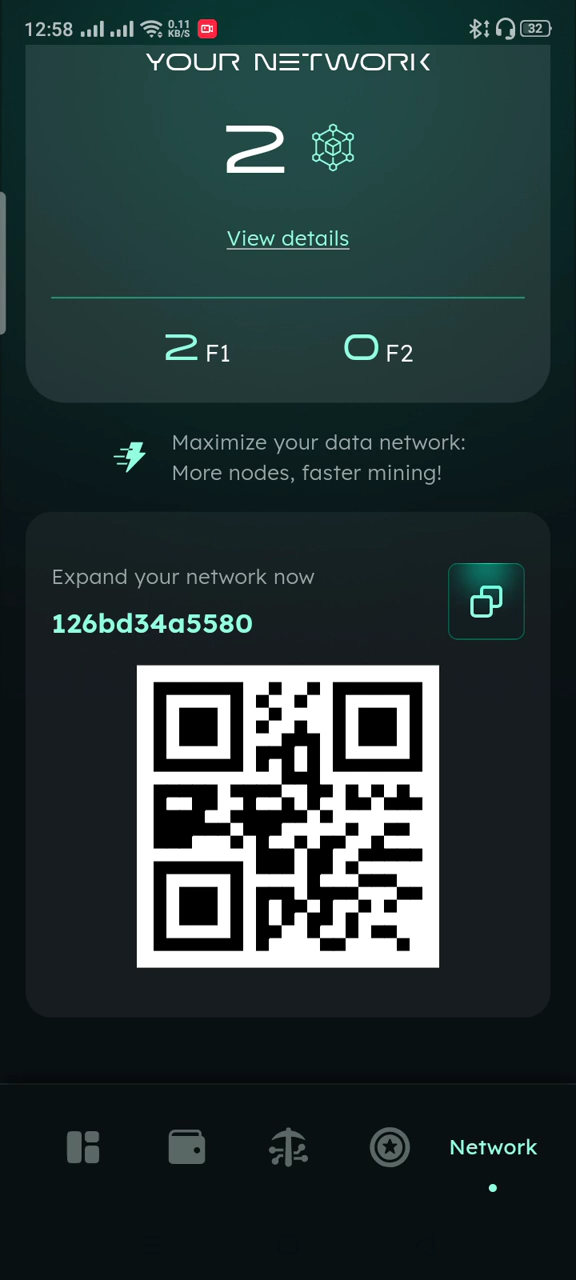 12:58 0.11 KB/S 32
YOUR NETWORK
2
View details
2 F1 0 F2
Maximize your data network:
More nodes, faster mining!
Expand your network now
126bd34a5580
Network